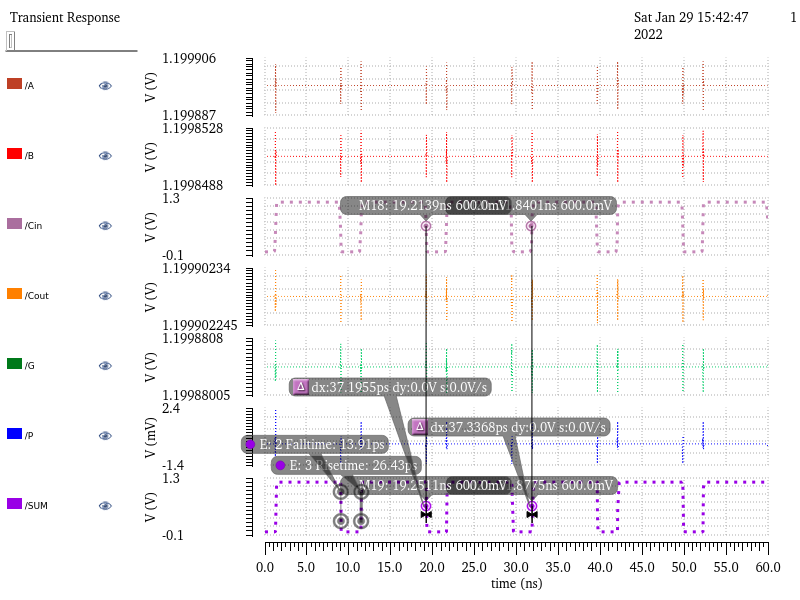 Transient Response
Sat Jan 29 15:42:47 1
2022
/A
V (V)
1.199906
1.199887
/B
V (V)
1.1998528
1.1998488
/Cin
V (V)
1.3
-0.1
M18: 19.2139ns 600.0mV .8401ns 600.0mV
/Cout
V (V)
1.19990234
1.199902245
/G
V (V)
1.1998808
1.19988005
dx:37.1955ps dy:0.0V s:0.0V/s
/P
V (mV)
2.4
-1.4
dx:37.3368ps dy:0.0V s:0.0V/s
E: 2 Falltime: 13.91ps
E: 3 Risetime: 26.43ps
/SUM
V (V)
1.3
-0.1
M19: 19.2511ns 600.0mV .8775ns 600.0mV
0.0 5.0 10.0 15.0 20.0 25.0 30.0 35.0 40.0 45.0 50.0 55.0 60.0
time (ns)